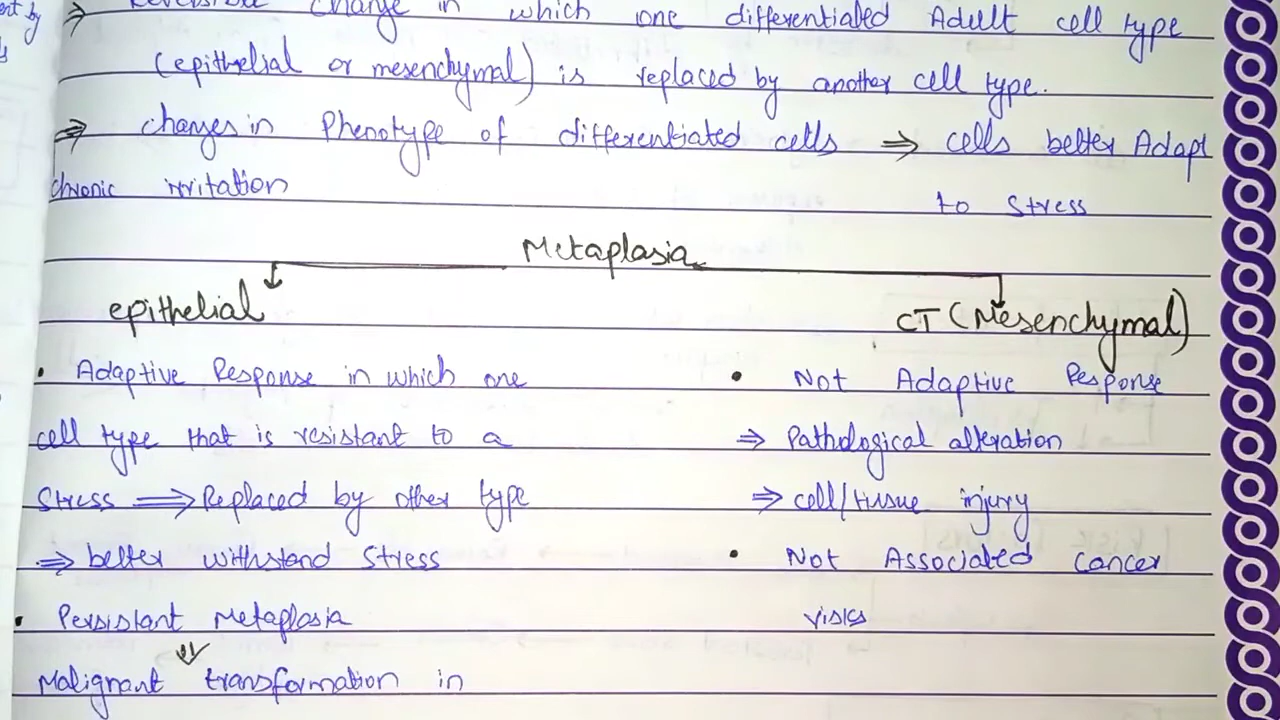 ⇒ Reversible change in which one differentiated Adult cell type
(epithelial or mesenchymal) is replaced by another cell type.
⇒ changes in Phenotype of differentiated cells ⇒ cells better Adapt
chronic irritation to stress
Metaplasia
epithelial CT (Mesenchymal)
• Adaptive Response in which one
cell type that is resistant to a
Stress ⟹ Replaced by other type
⇒ better withstand stress
• Persistant Metaplasia
⇓
Malignant transformation in
• Not Adaptive Response
⇒ Pathological alteration
⇒ cell/tissue injury
• Not Associated cancer
risks